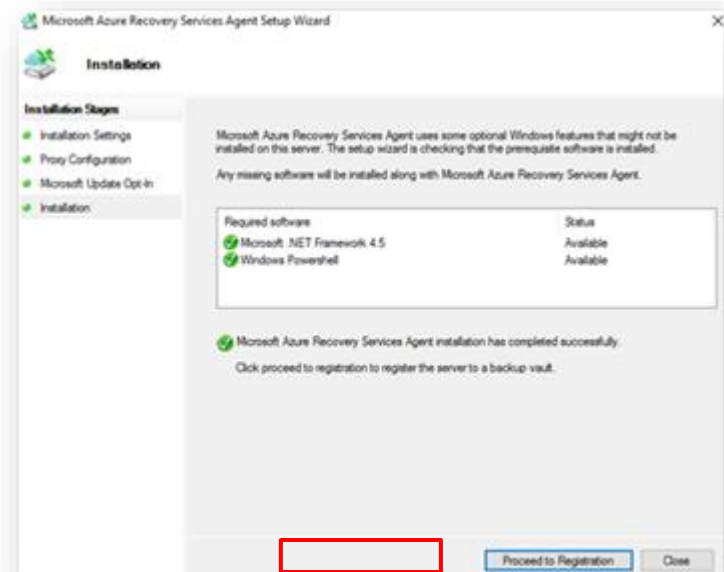 Microsoft Azure Recovery Services Agent Setup Wizard
Installation
Installation Stages
Installation Settings
Proxy Configuration
Microsoft Update Opt-In
Installation
Microsoft Azure Recovery Services Agent uses some optional Windows features that might not be
installed on this server. The setup wizard is checking that the prerequisite software is installed.
Any missing software will be installed along with Microsoft Azure Recovery Services Agent.
Required software Status
Microsoft .NET Framework 4.5 Available
Windows Powershell Available
Microsoft Azure Recovery Services Agent installation has completed successfully.
Click proceed to registration to register the server to a backup vault.
Proceed to Registration Close